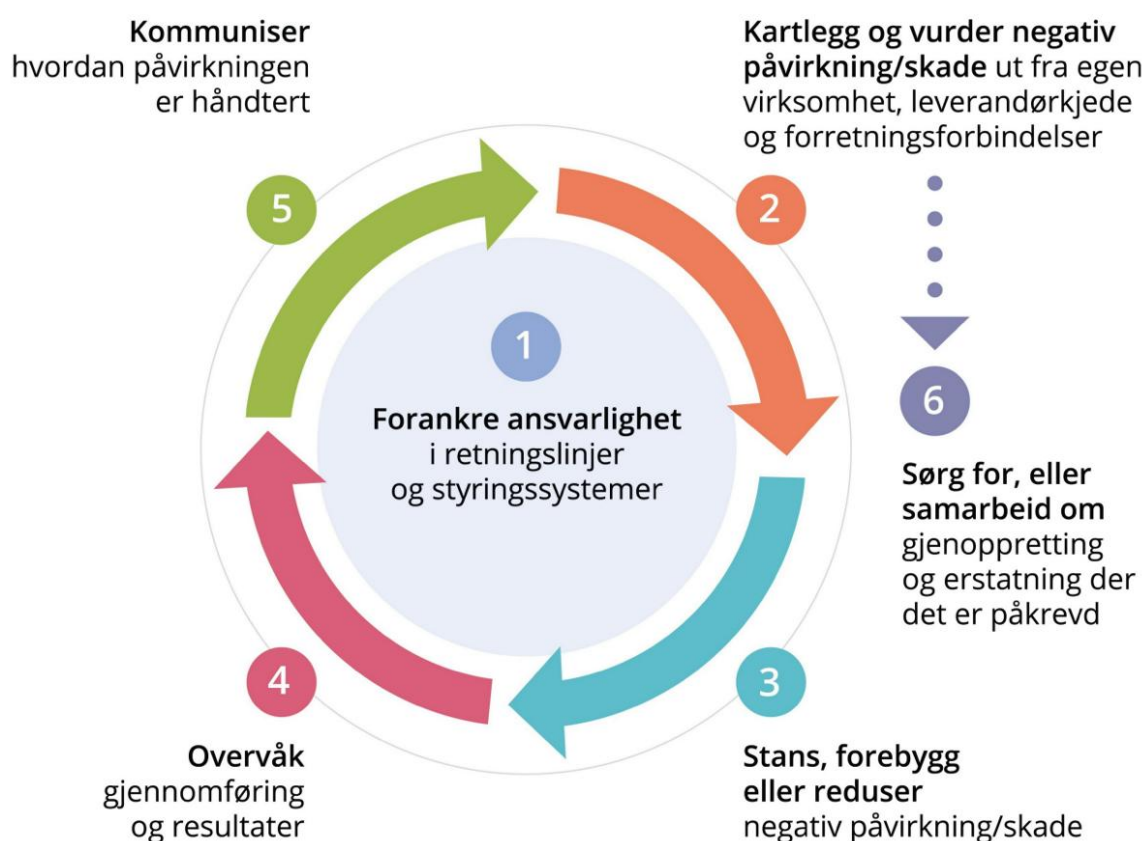 Kommuniser
hvordan påvirkningen
er håndtert
5
Kartlegg og vurder negativ
påvirkning/skade ut fra egen
virksomhet, leverandørkjede
og forretningsforbindelser
2
1
Forankre ansvarlighet
i retningslinjer
og styringssystemer
6
Sørg for, eller
samarbeid om
gjenoppretting
og erstatning der
det er påkrevd
4
Overvåk
gjennomføring
og resultater
3
Stans, forebygg
eller reduser
negativ påvirkning/skade